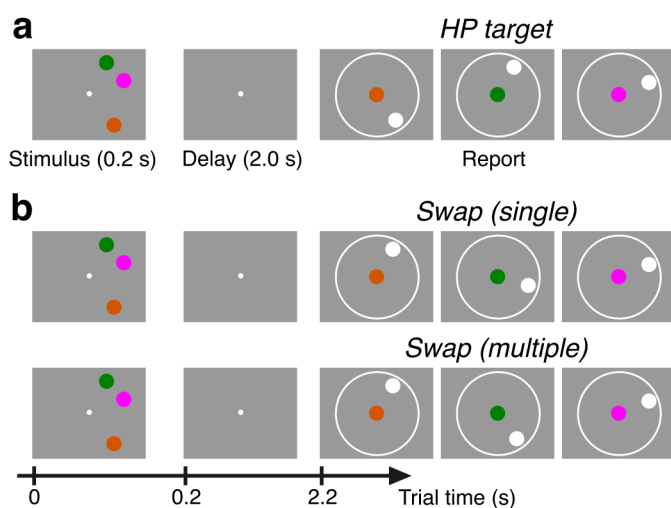 a
HP target
Stimulus (0.2 s) Delay (2.0 s) Report
b
Swap (single)
Swap (multiple)
0 0.2 2.2 Trial time (s)